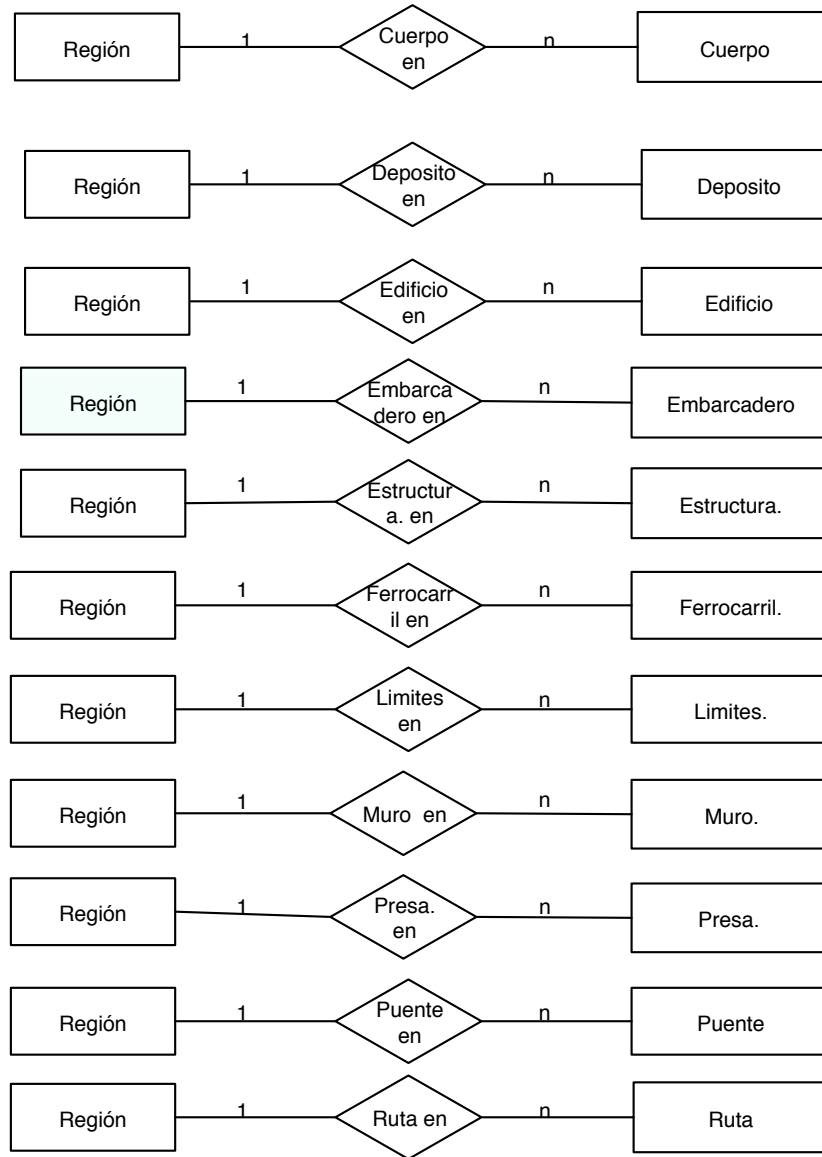 Región 1 Cuerpo en n Cuerpo
Región 1 Deposito en n Deposito
Región 1 Edificio en n Edificio
Región 1 Embarca dero en n Embarcadero
Región 1 Estructur a. en n Estructura.
Región 1 Ferrocarr il en n Ferrocarril.
Región 1 Limites en n Limites.
Región 1 Muro en n Muro.
Región 1 Presa. en n Presa.
Región 1 Puente en n Puente
Región 1 Ruta en n Ruta